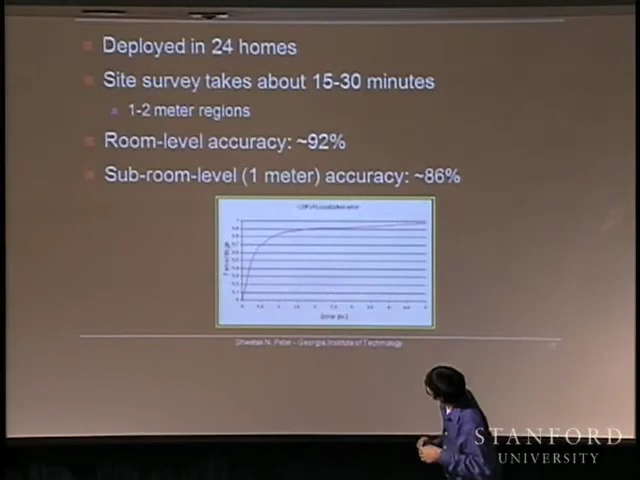 Deployed in 24 homes
Site survey takes about 15-30 minutes
1-2 meter regions
Room-level accuracy: ~92%
Sub-room-level (1 meter) accuracy: ~86%
Shwetak N. Patel - Georgia Institute of Technology
STANFORD
UNIVERSITY